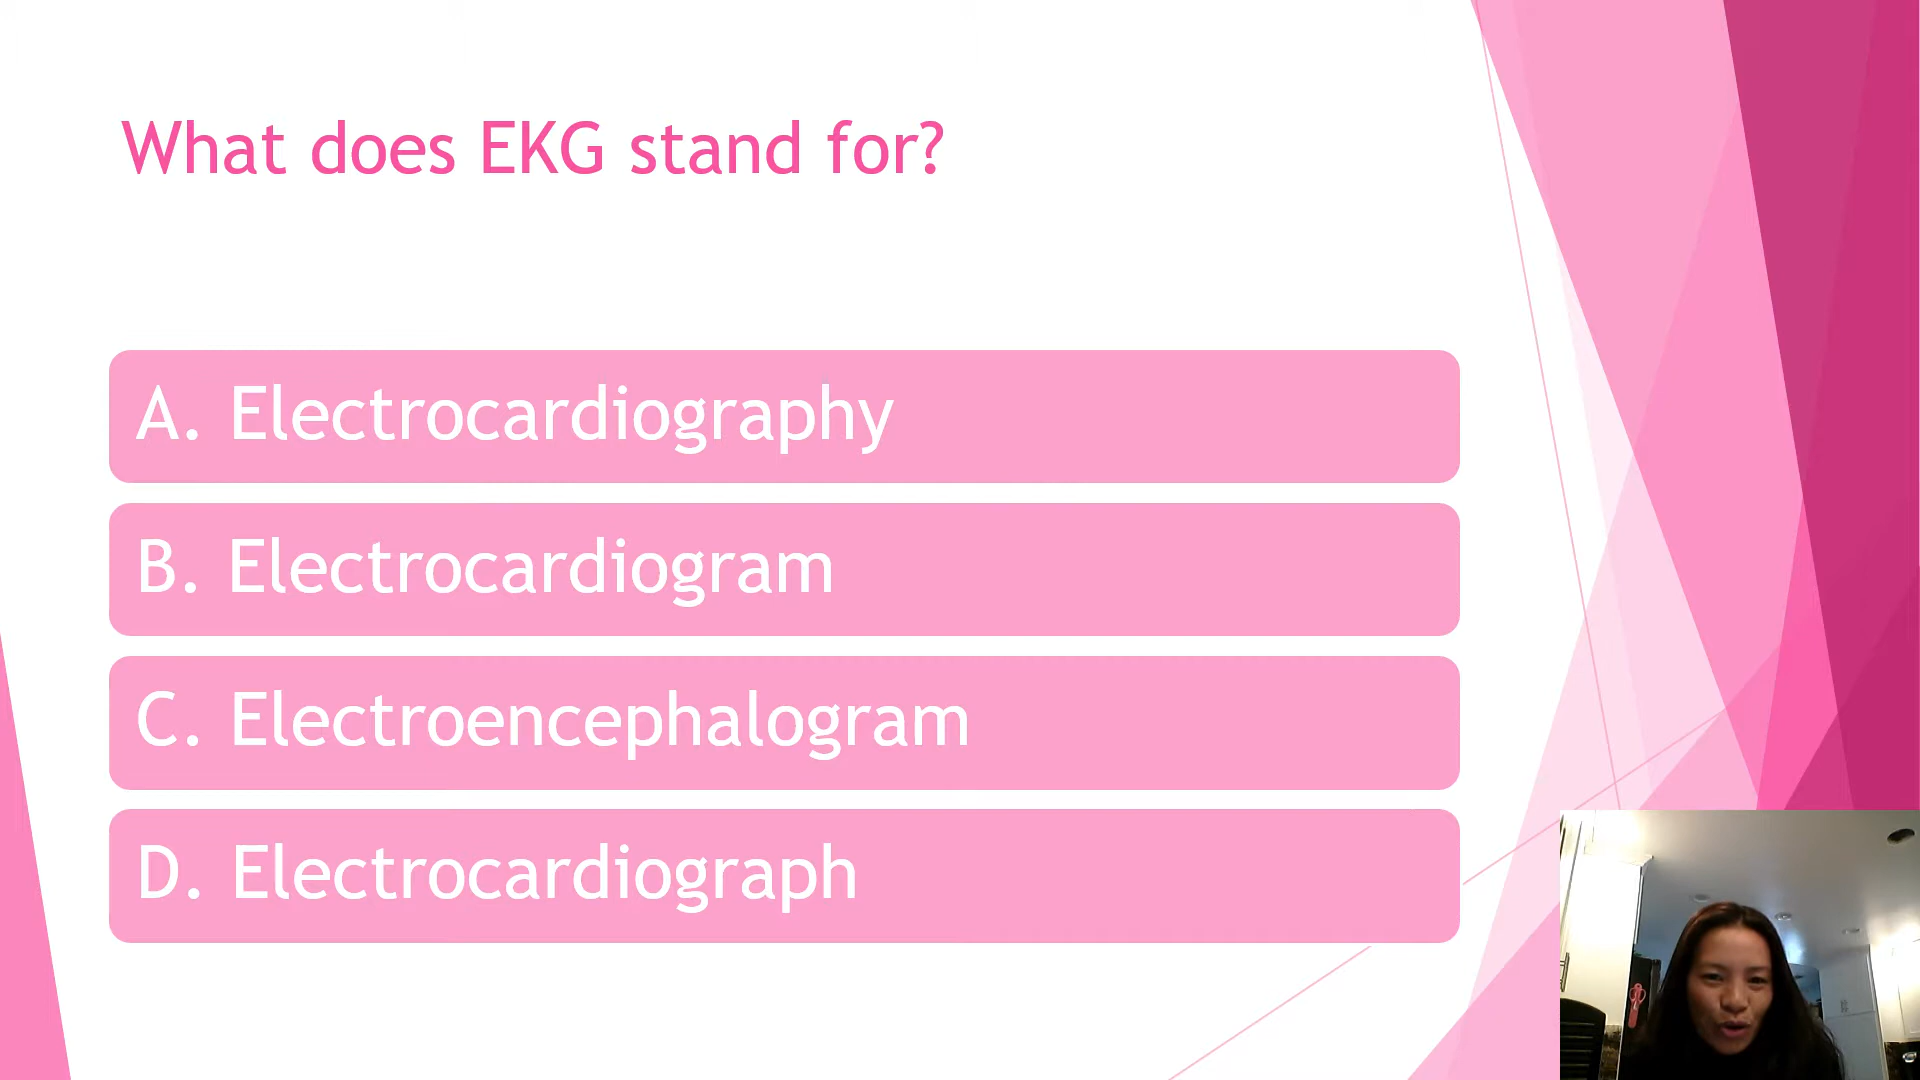 What does EKG stand for?
A. Electrocardiography
B. Electrocardiogram
C. Electroencephalogram
D. Electrocardiograph